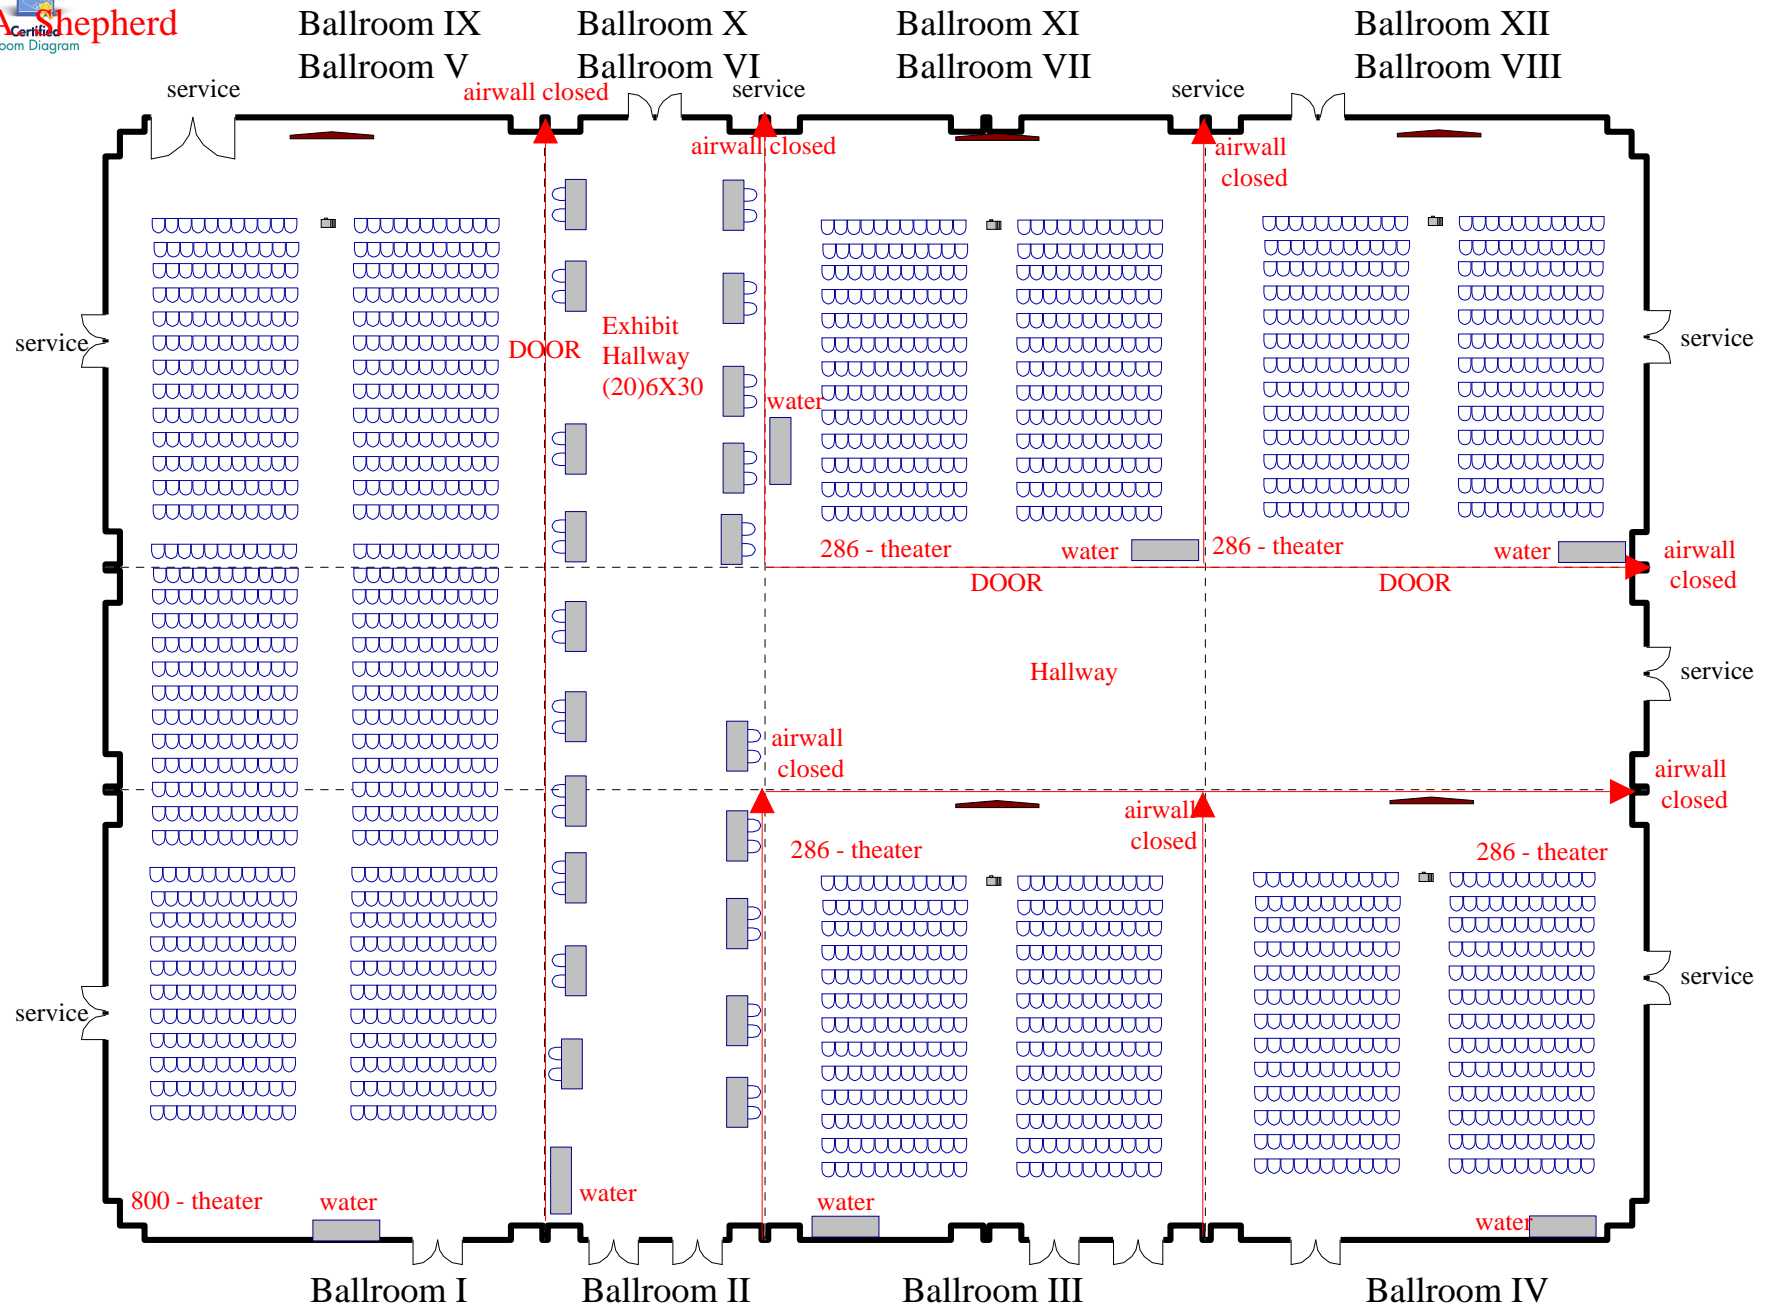 A Shepherd
Certified
oom Diagram
Ballroom IX
Ballroom X
Ballroom XI
Ballroom XII
Ballroom V
Ballroom VI
Ballroom VII
Ballroom VIII
service
airwall closed
service
service
airwall closed
airwall
closed
service
DOOR
Exhibit
Hallway
(20)6X30
water
service
286 - theater
water
286 - theater
water
airwall
closed
DOOR
DOOR
Hallway
service
airwall
closed
airwall
closed
airwall
closed
286 - theater
286 - theater
service
service
800 - theater
water
water
water
water
Ballroom I
Ballroom II
Ballroom III
Ballroom IV